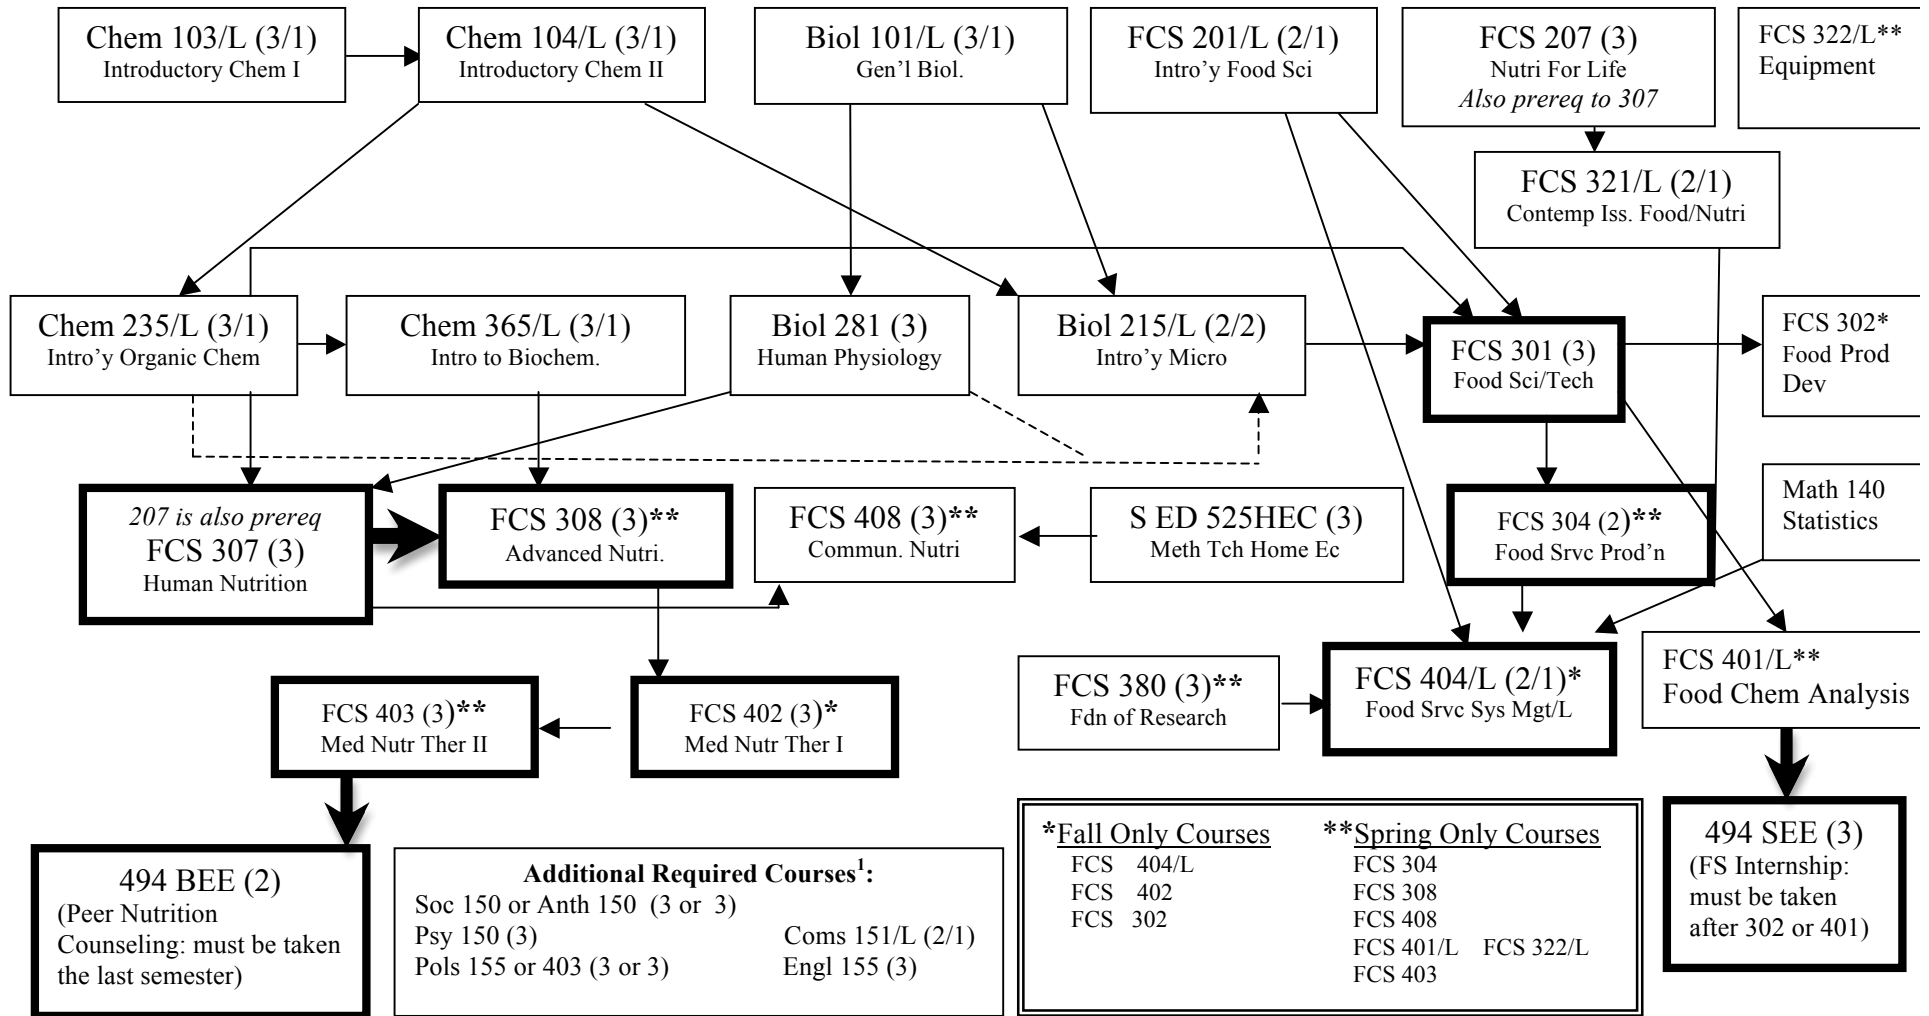 Chem 103/L (3/1)
Introductory Chem I
Chem 104/L (3/1)
Introductory Chem II
Biol 101/L (3/1)
Gen’l Biol.
FCS 201/L (2/1)
Intro’y Food Sci
FCS 207 (3)
Nutri For Life
Also prereq to 307
FCS 322/L**
Equipment
FCS 321/L (2/1)
Contemp Iss. Food/Nutri
Chem 235/L (3/1)
Intro’y Organic Chem
Chem 365/L (3/1)
Intro to Biochem.
Biol 281 (3)
Human Physiology
Biol 215/L (2/2)
Intro’y Micro
FCS 301 (3)
Food Sci/Tech
FCS 302*
Food Prod
Dev
207 is also prereq
FCS 307 (3)
Human Nutrition
FCS 308 (3)**
Advanced Nutri.
FCS 408 (3)**
Commun. Nutri
S ED 525HEC (3)
Meth Tch Home Ec
FCS 304 (2)**
Food Srvc Prod’n
Math 140
Statistics
FCS 403 (3)**
Med Nutr Ther II
FCS 402 (3)*
Med Nutr Ther I
FCS 380 (3)**
Fdn of Research
FCS 404/L (2/1)*
Food Srvc Sys Mgt/L
FCS 401/L**
Food Chem Analysis
494 BEE (2)
(Peer Nutrition
Counseling: must be taken
the last semester)
Additional Required Courses1:
Soc 150 or Anth 150 (3 or 3)
Psy 150 (3) Coms 151/L (2/1)
Pols 155 or 403 (3 or 3) Engl 155 (3)
*Fall Only Courses
FCS 404/L
FCS 402
FCS 302
**Spring Only Courses
FCS 304
FCS 308
FCS 408
FCS 401/L FCS 322/L
FCS 403
494 SEE (3)
(FS Internship:
must be taken
after 302 or 401)